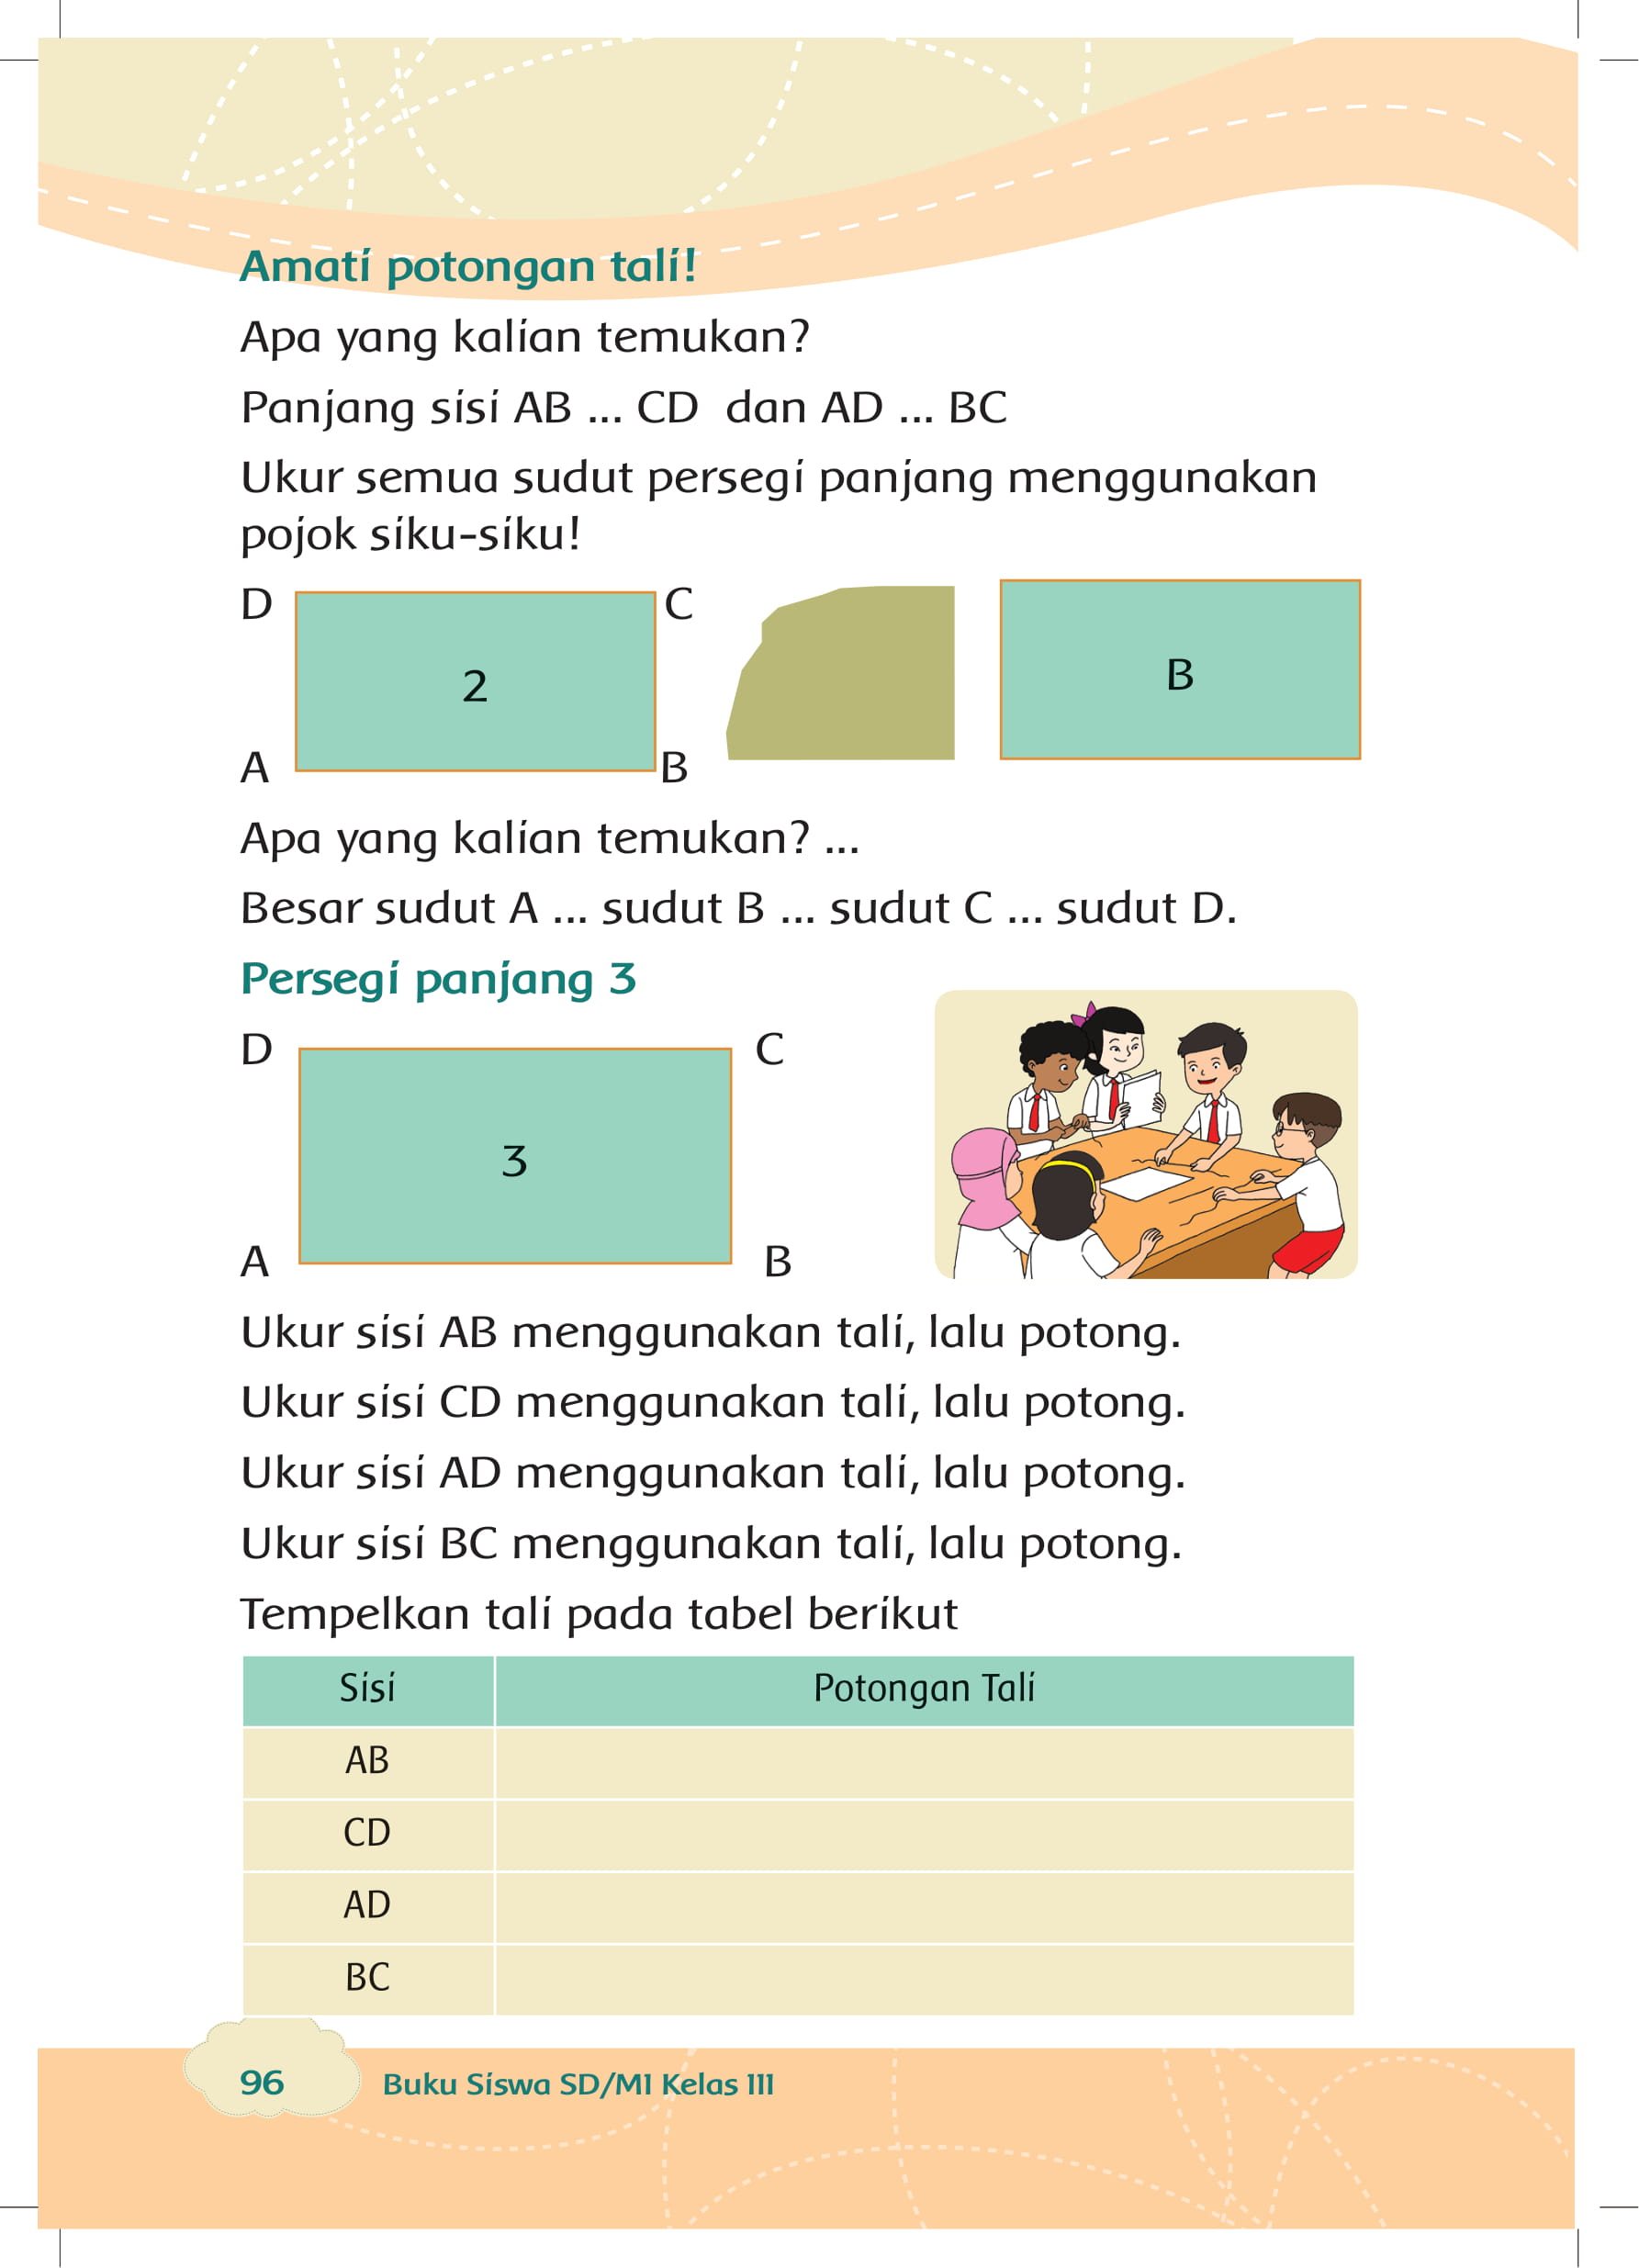 Amati potongan tali!
Apa yang kalian temukan?
Panjang sisi AB ... CD  dan AD ... BC
Ukur semua sudut persegi panjang menggunakan
pojok siku-siku!
D
C
2
B
A
B
Apa yang kalian temukan? ...
Besar sudut A ... sudut B ... sudut C ... sudut D.
Persegi panjang 3
D
C
3
A
B
Ukur sisi AB menggunakan tali, lalu potong.
Ukur sisi CD menggunakan tali, lalu potong.
Ukur sisi AD menggunakan tali, lalu potong.
Ukur sisi BC menggunakan tali, lalu potong.
Tempelkan tali pada tabel berikut
Sisi Potongan Tali
AB
CD
AD
BC
96 Buku Siswa SD/MI Kelas III